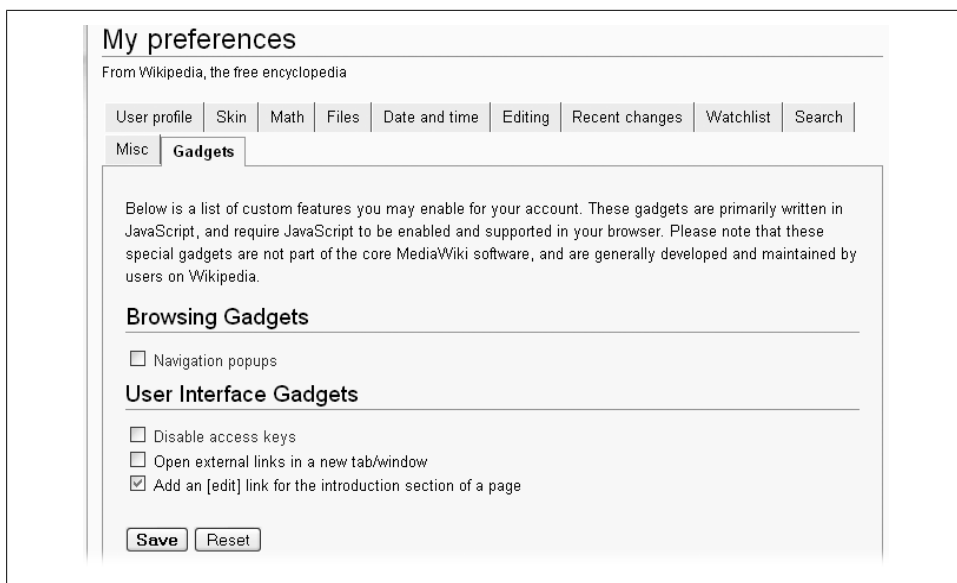 My preferences
From Wikipedia, the free encyclopedia
User profile Skin Math Files Date and time Editing Recent changes Watchlist Search
Misc Gadgets
Below is a list of custom features you may enable for your account. These gadgets are primarily written in
JavaScript, and require JavaScript to be enabled and supported in your browser. Please note that these
special gadgets are not part of the core MediaWiki software, and are generally developed and maintained by
users on Wikipedia.
Browsing Gadgets
Navigation popups
User Interface Gadgets
Disable access keys
Open external links in a new tab/window
Add an [edit] link for the introduction section of a page
Save Reset